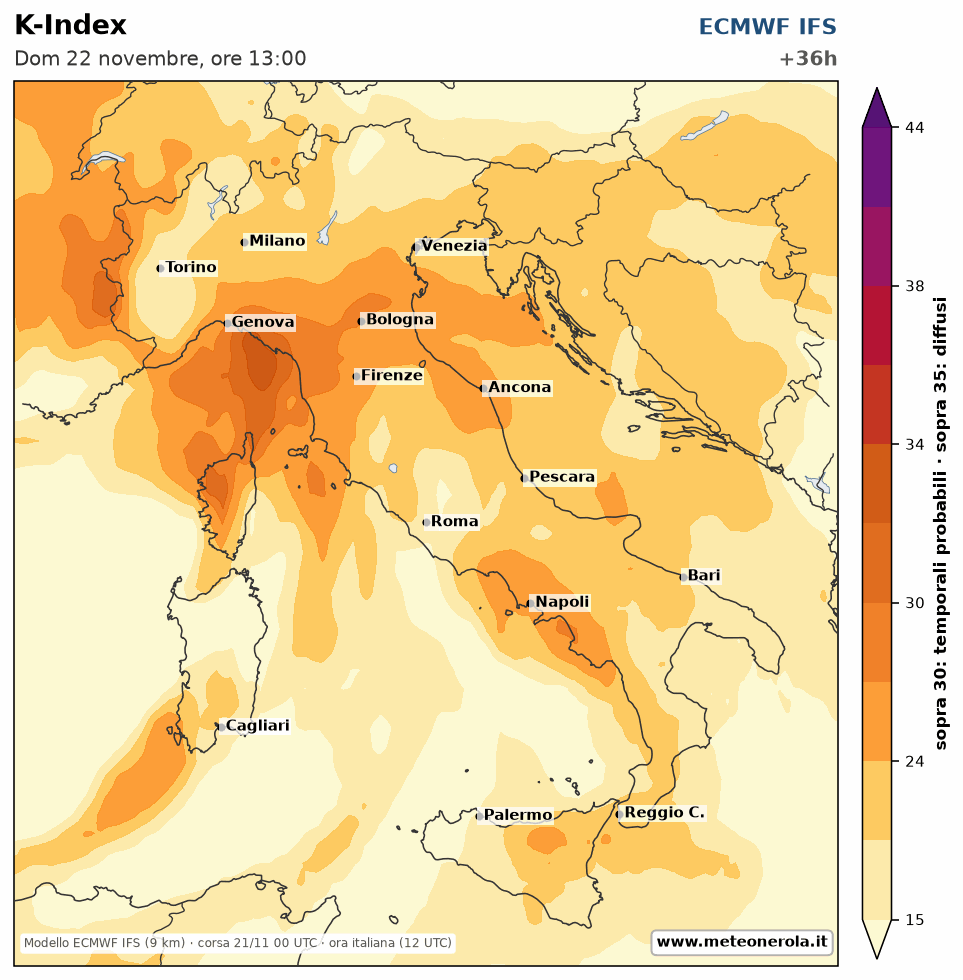 K-Index
ECMWF IFS
Dom 22 novembre, ore 13:00
+36h
44
Milano
Venezia
Torino
38
Genova
Bologna
Firenze
Ancona
34
Pescara
Roma
Bari
Napoli
30
sopra 30: temporali probabili · sopra 35: diffusi
Cagliari
24
Palermo
Reggio C.
15
Modello ECMWF IFS (9 km) · corsa 21/11 00 UTC · ora italiana (12 UTC)
www.meteonerola.it